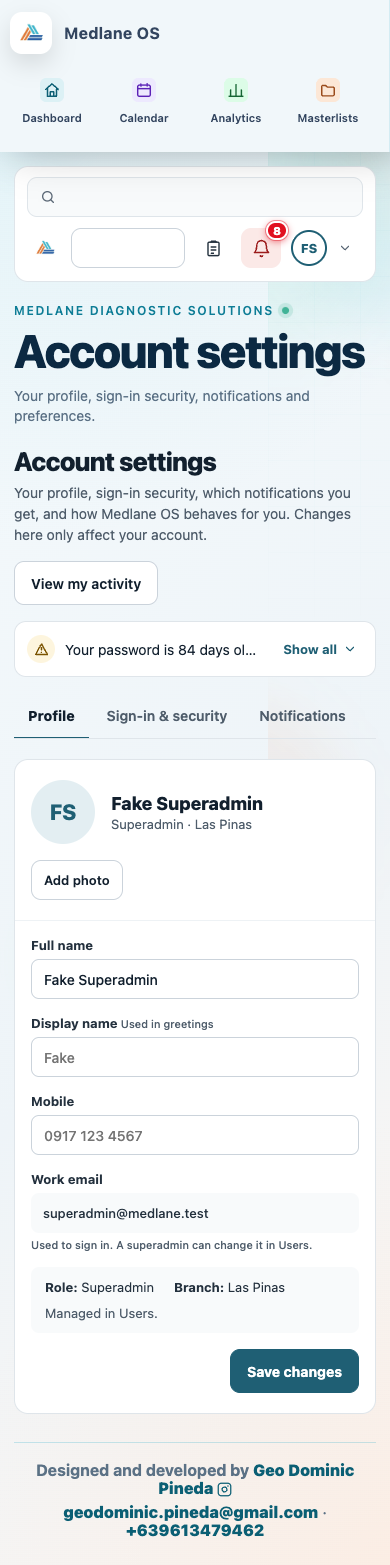 Medlane OS
Dashboard
Calendar
Analytics
Masterlists
8
FS
MEDLANE DIAGNOSTIC SOLUTIONS
Account settings
Your profile, sign-in security, notifications and
preferences.
Account settings
Your profile, sign-in security, which notifications you
get, and how Medlane OS behaves for you. Changes
here only affect your account.
View my activity
Your password is 84 days ol...
Show all
Profile
Sign-in & security
Notifications
FS
Fake Superadmin
Superadmin · Las Pinas
Add photo
Full name
Fake Superadmin
Display name Used in greetings
Fake
Mobile
0917 123 4567
Work email
superadmin@medlane.test
Used to sign in. A superadmin can change it in Users.
Role: Superadmin Branch: Las Pinas
Managed in Users.
Save changes
Designed and developed by Geo Dominic
Pineda
geodominic.pineda@gmail.com ·
+639613479462